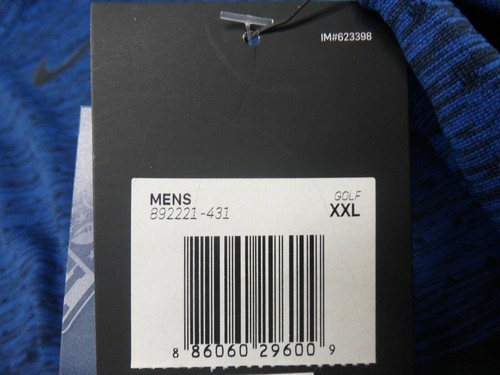 IM#623398
MENS GOLF
892221-431 XXL
8 86060 29600 9